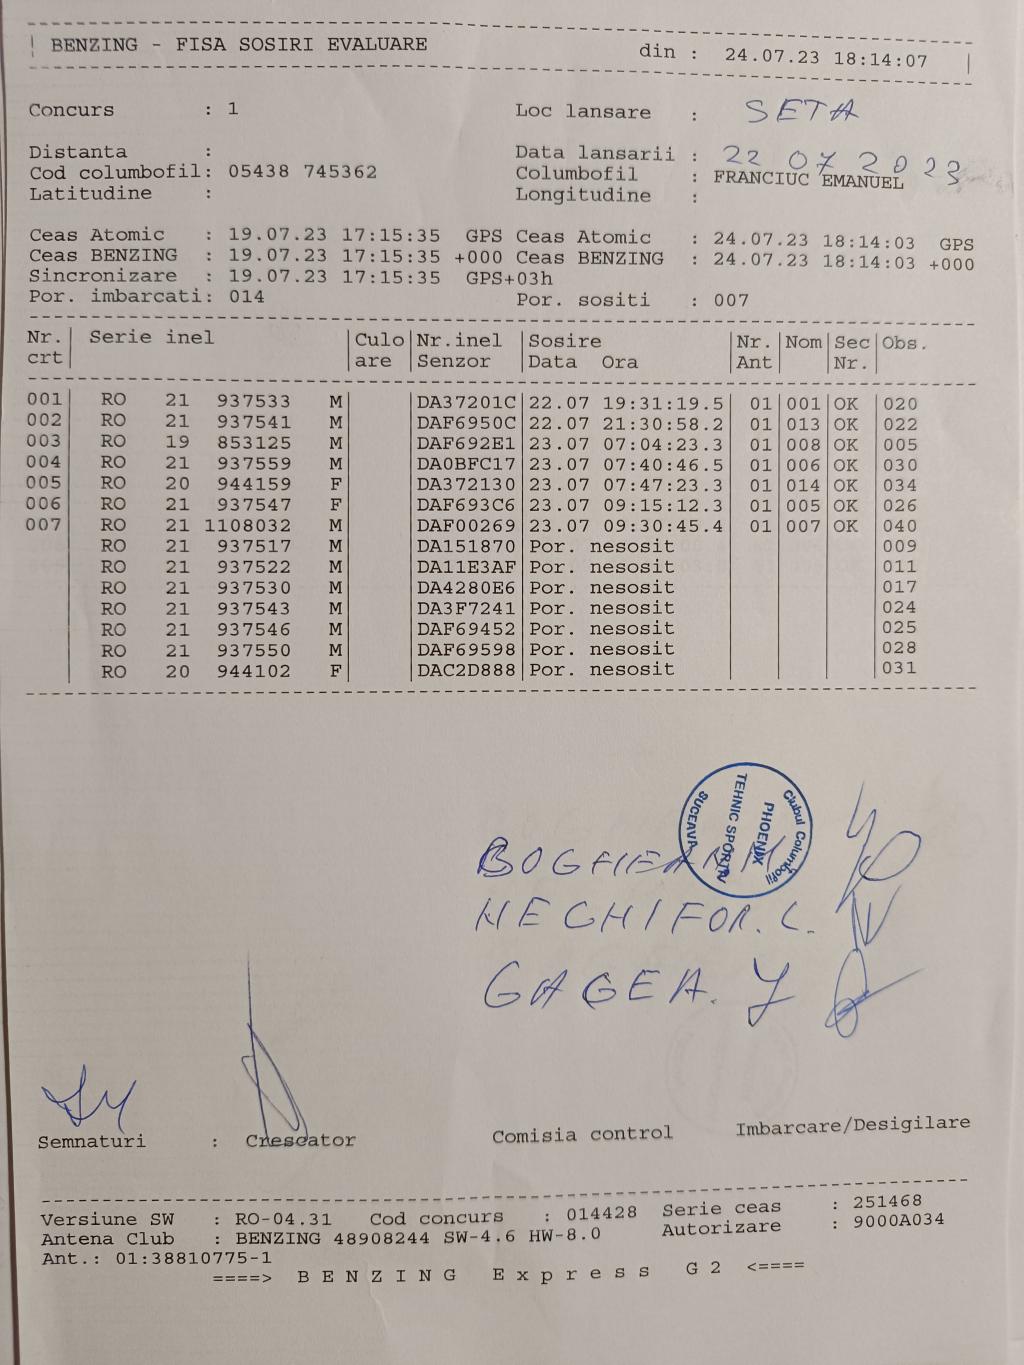 BENZING - FISA SOSIRI EVALUARE din : 24.07.23 18:14:07
Concurs : 1 Loc lansare : SETA
Distanta : Data lansarii : 22 07 2023
Cod columbofil: 05438 745362 Columbofil : FRANCIUC EMANUEL
Latitudine : Longitudine :
Ceas Atomic : 19.07.23 17:15:35 GPS Ceas Atomic : 24.07.23 18:14:03 GPS
Ceas BENZING : 19.07.23 17:15:35 +000 Ceas BENZING : 24.07.23 18:14:03 +000
Sincronizare : 19.07.23 17:15:35 GPS+03h
Por. imbarcati: 014 Por. sositi : 007
Nr. Serie inel Culo Nr.inel Sosire Nr. Nom Sec Obs.
crt are Senzor Data Ora Ant Nr.
001 RO 21 937533 M DA37201C 22.07 19:31:19.5 01 001 OK 020
002 RO 21 937541 M DAF6950C 22.07 21:30:58.2 01 013 OK 022
003 RO 19 853125 M DAF692E1 23.07 07:04:23.3 01 008 OK 005
004 RO 21 937559 M DA0BFC17 23.07 07:40:46.5 01 006 OK 030
005 RO 20 944159 F DA372130 23.07 07:47:23.3 01 014 OK 034
006 RO 21 937547 F DAF693C6 23.07 09:15:12.3 01 005 OK 026
007 RO 21 1108032 M DAF00269 23.07 09:30:45.4 01 007 OK 040
RO 21 937517 M DA151870 Por. nesosit 009
RO 21 937522 M DA11E3AF Por. nesosit 011
RO 21 937530 M DA4280E6 Por. nesosit 017
RO 21 937543 M DA3F7241 Por. nesosit 024
RO 21 937546 M DAF69452 Por. nesosit 025
RO 21 937550 M DAF69598 Por. nesosit 028
RO 20 944102 F DAC2D888 Por. nesosit 031
Clubul Columbofil
PHOENIX
TEHNIC SPORTIV
SUCEAVA
NECHIFOR. C.
GAGEA. Y
Semnaturi : Crescator Comisia control Imbarcare/Desigilare
Versiune SW : RO-04.31 Cod concurs : 014428 Serie ceas : 251468
Antena Club : BENZING 48908244 SW-4.6 HW-8.0 Autorizare : 9000A034
Ant.: 01:38810775-1
====> BENZING Express G2 <====